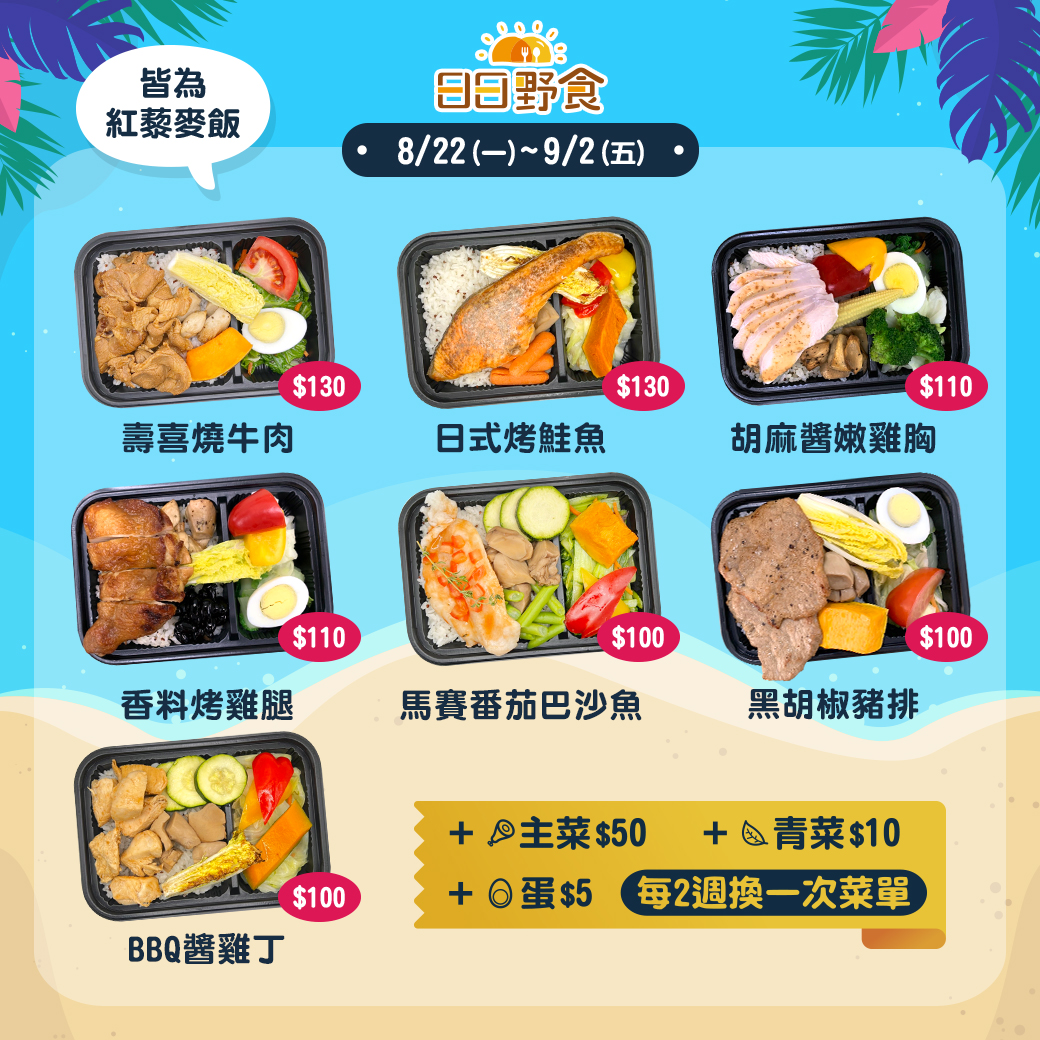 皆為
紅藜麥飯
日日野食
8/22(一)~9/2(五)
$130
$130
$110
壽喜燒牛肉
日式烤鮭魚
胡麻醬嫩雞胸
$110
$100
$100
香料烤雞腿
馬賽番茄巴沙魚
黑胡椒豬排
$100
BBQ醬雞丁
+主菜$50
+青菜$10
+蛋$5
每2週換一次菜單